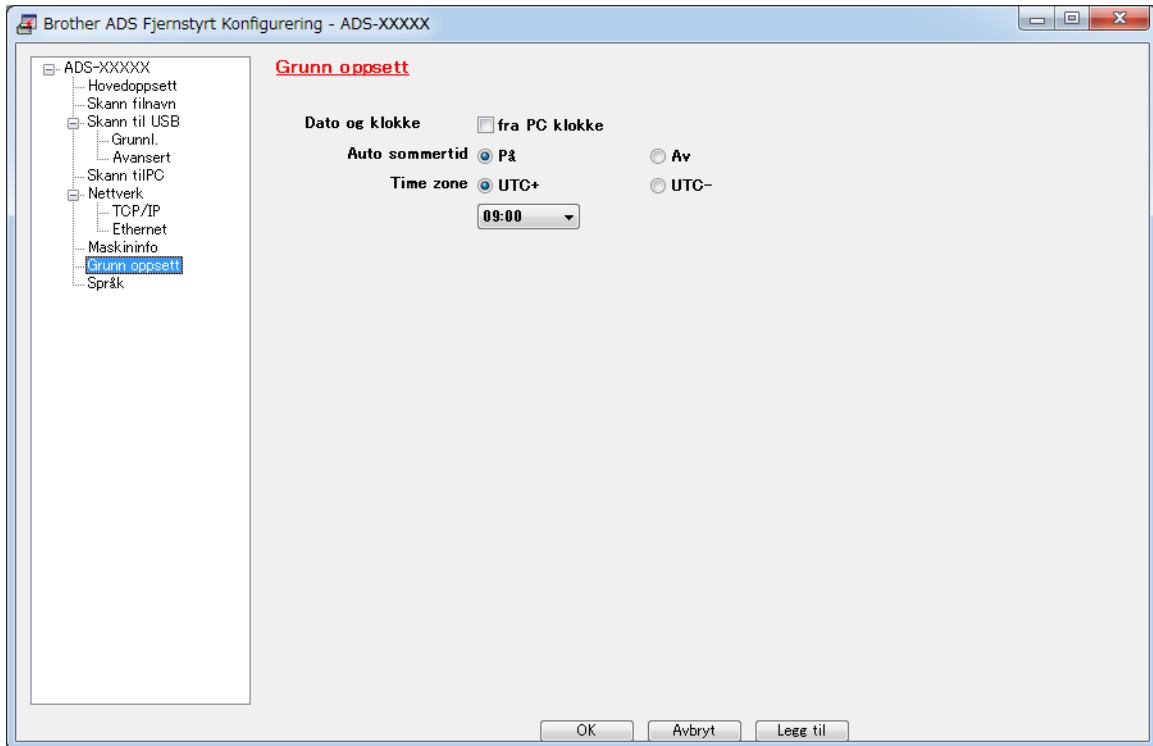 Brother ADS Fjernstyrt Konfigurering - ADS-XXXXX
ADS-XXXXX
Hovedoppsett
Skann filnavn
Skann til USB
Grunnl.
Avansert
Skann tilPC
Nettverk
TCP/IP
Ethernet
Maskininfo
Grunn oppsett
Språk
Grunn oppsett
Dato og klokke fra PC klokke
Auto sommertid På Av
Time zone UTC+ UTC-
09:00
OK Avbryt Legg til